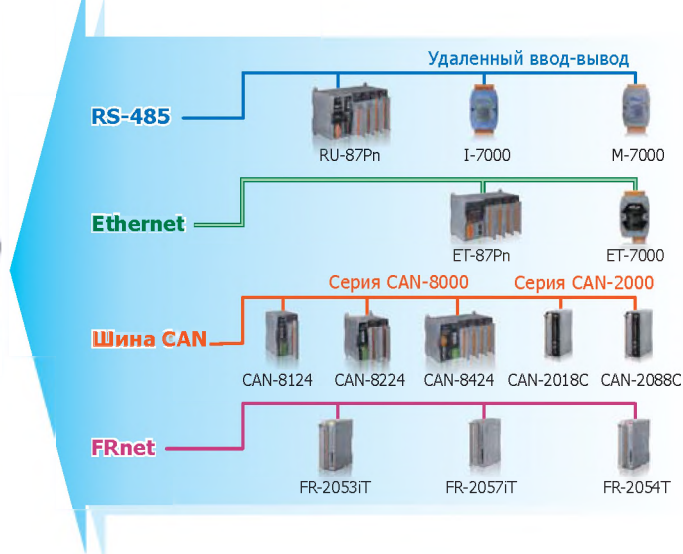 Удаленный ввод-вывод
RS-485
RU-87Pn
I-7000
M-7000
Ethernet
ET-87Pn
ET-7000
Серия CAN-8000
Серия CAN-2000
Шина CAN
CAN-8124
CAN-8224
CAN-8424
CAN-2018C
CAN-2088C
FRnet
FR-2053iT
FR-2057iT
FR-2054T